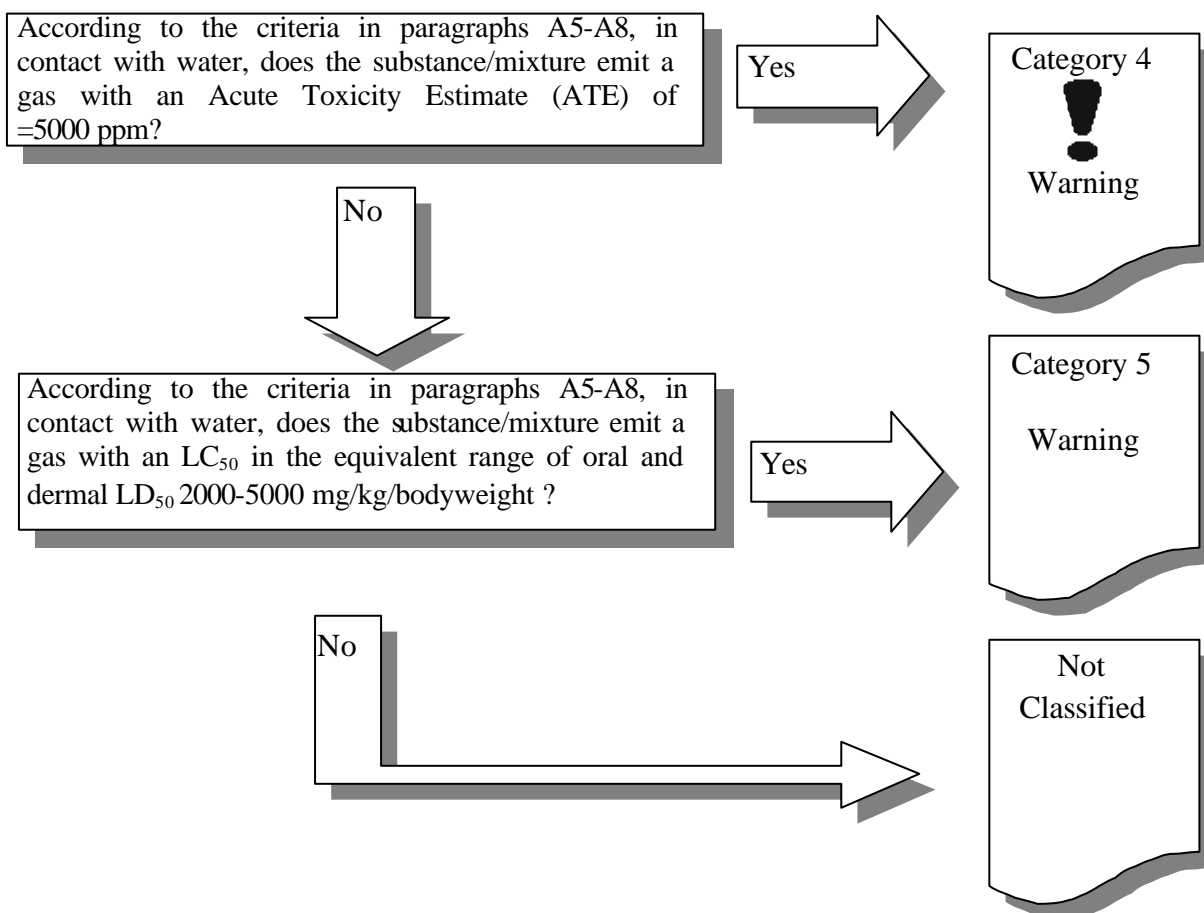 According to the criteria in paragraphs A5-A8, in
contact with water, does the substance/mixture emit a
gas with an Acute Toxicity Estimate (ATE) of
=5000 ppm?
Yes
Category 4
Warning
No
According to the criteria in paragraphs A5-A8, in
contact with water, does the substance/mixture emit a
gas with an LC50 in the equivalent range of oral and
dermal LD50 2000-5000 mg/kg/bodyweight ?
Yes
Category 5
Warning
No
Not
Classified